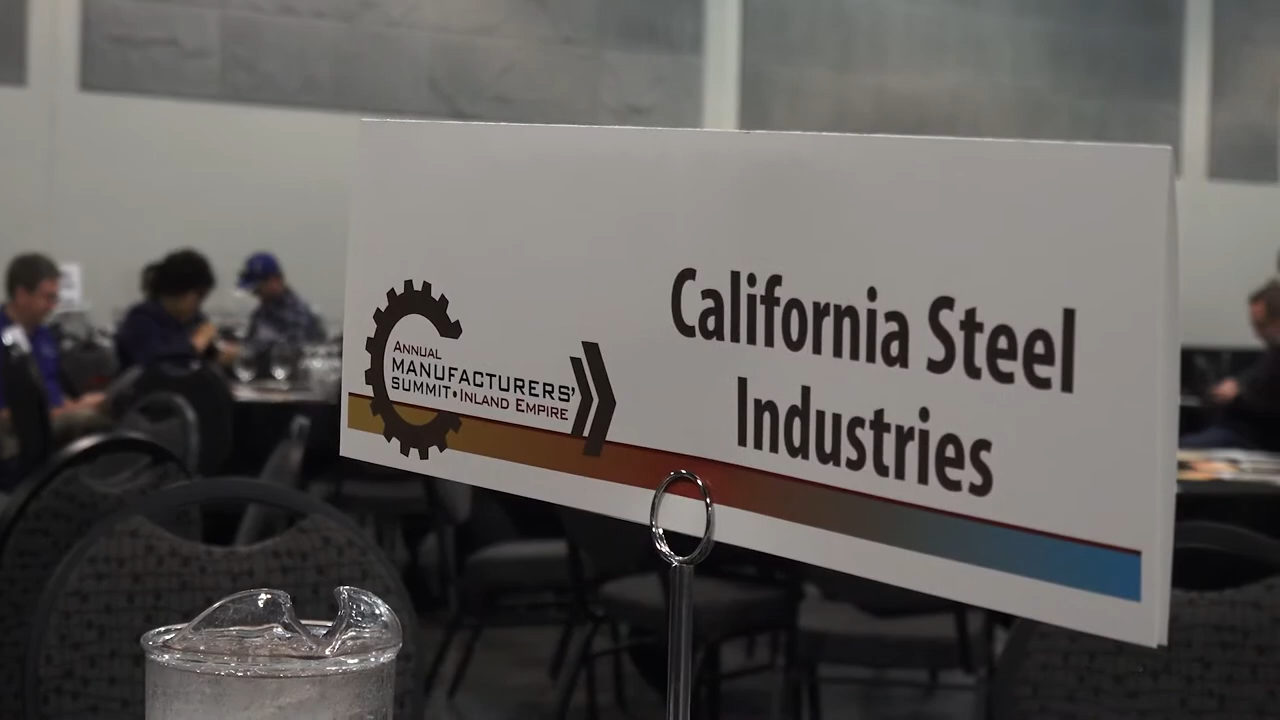 Annual
Manufacturers'
Summit • Inland Empire
California Steel
Industries